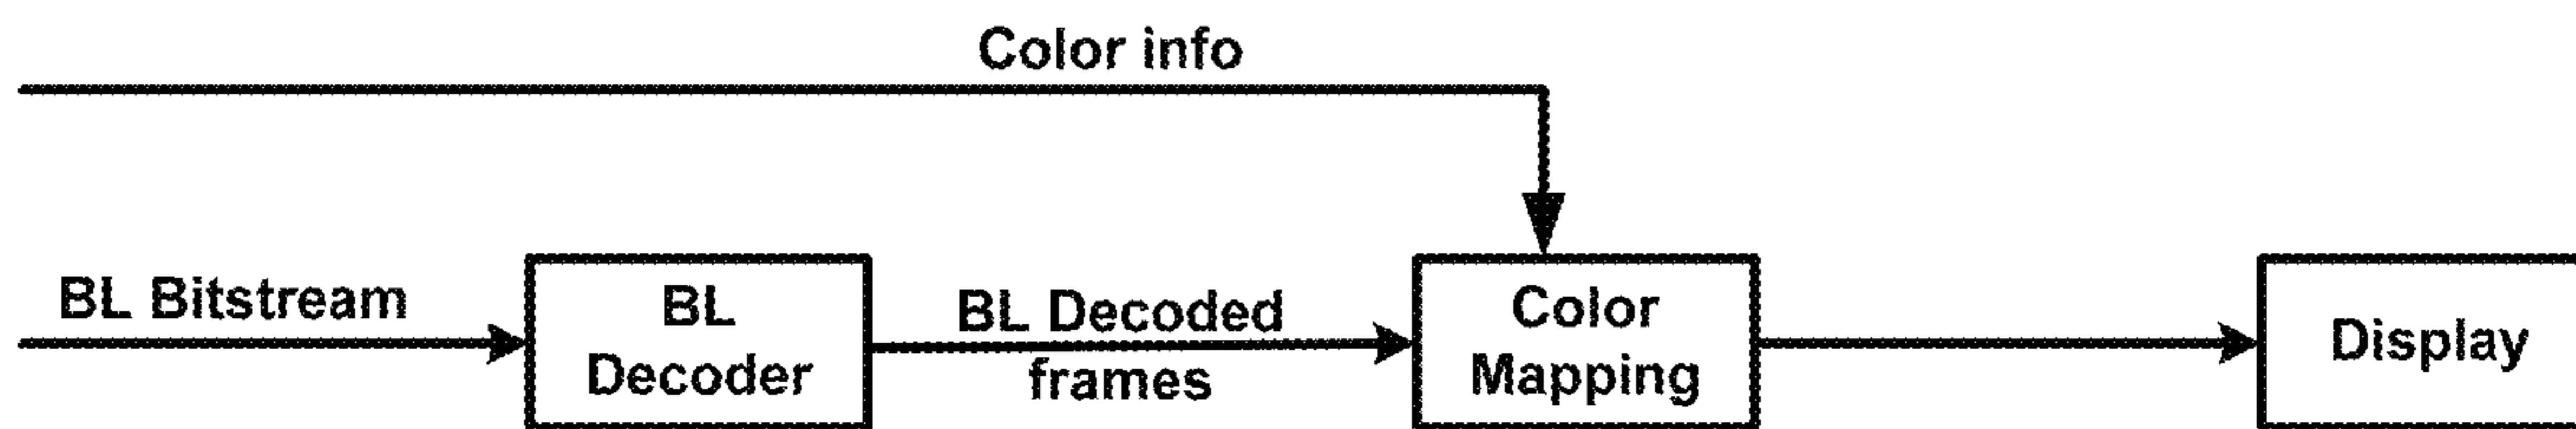 Color info
BL Bitstream
BL
Decoder
BL Decoded
frames
Color
Mapping
Display